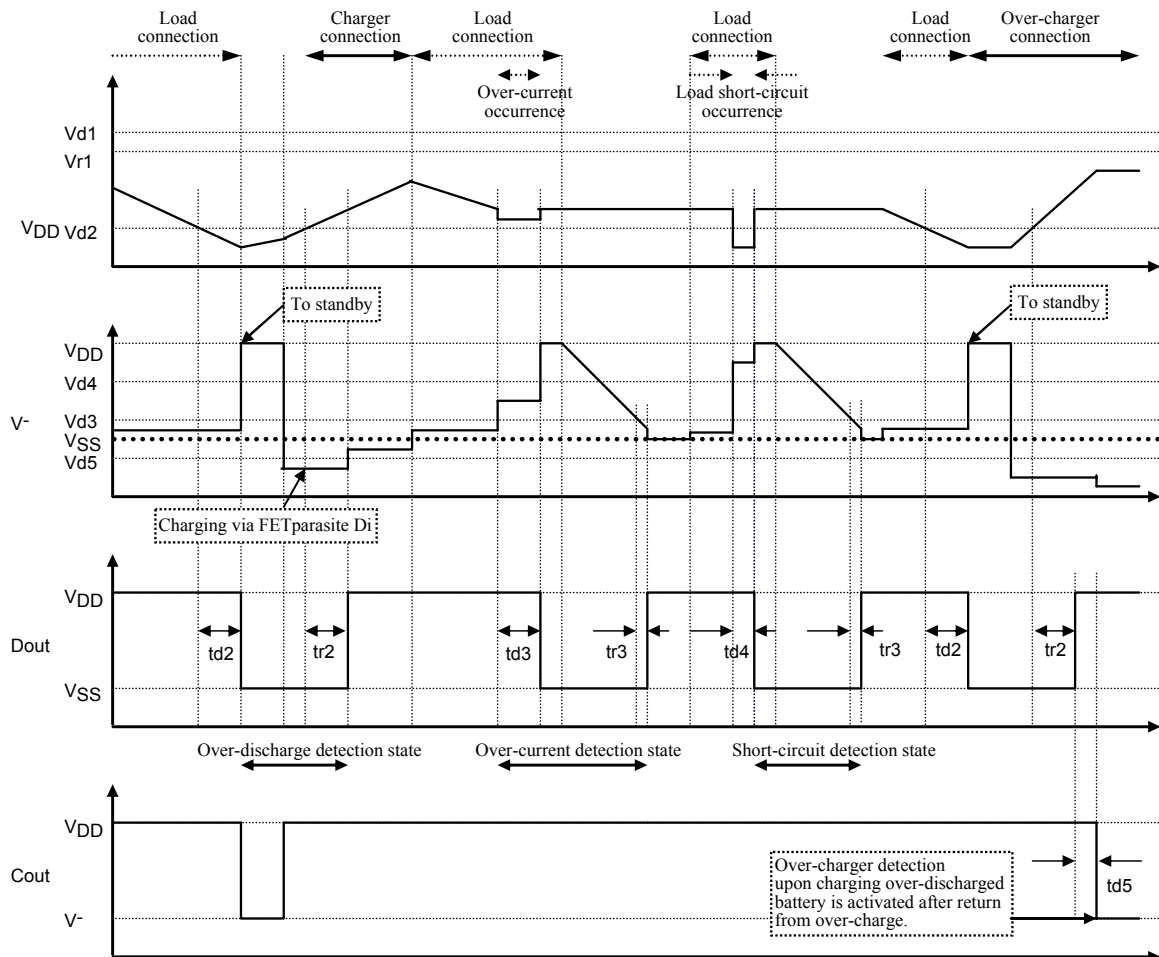 Load
connection
Charger
connection
Load
connection
Load
connection
Load
connection
Over-charger
connection
Over-current
occurrence
Load short-circuit
occurrence
Vd1
Vr1
VDD Vd2
To standby
To standby
VDD
Vd4
V- Vd3
VSS
Vd5
Charging via FETparasite Di
VDD
Dout
td2
tr2
td3
tr3
td4
tr3
td2
tr2
VSS
Over-discharge detection state
Over-current detection state
Short-circuit detection state
VDD
Cout
V-
Over-charger detection
upon charging over-discharged
battery is activated after return
from over-charge.
td5